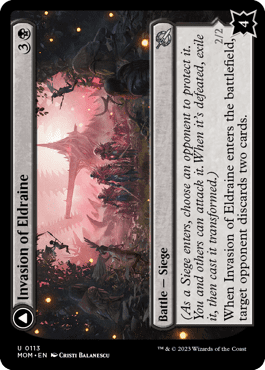 Invasion of Eldraine
3
Battle — Siege
(As a Siege enters, choose an opponent to protect it.
You and others can attack it. When it's defeated, exile
it, then cast it transformed.)
When Invasion of Eldraine enters the battlefield,
target opponent discards two cards.
2/2
4
U 0113
MOM • EN CRISTI BALANESCU
™ & © 2023 Wizards of the Coast